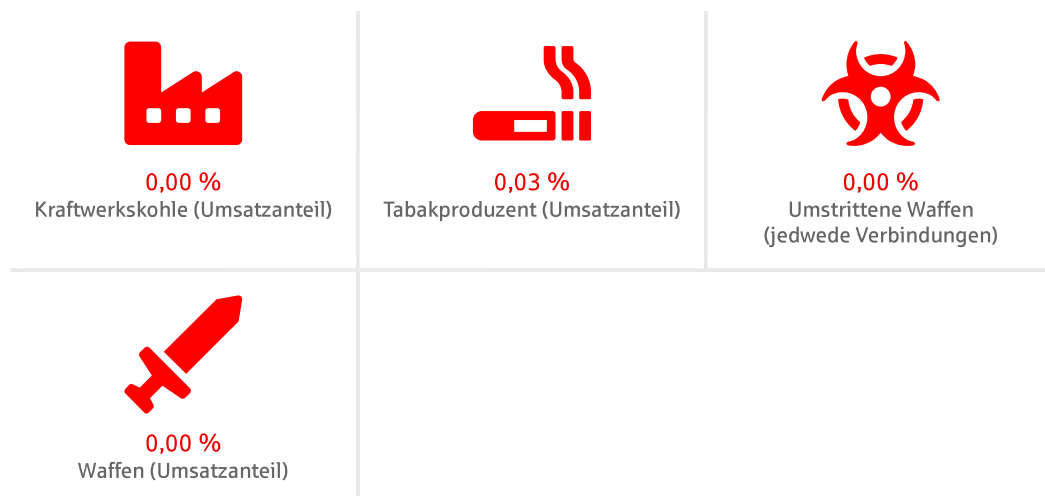 0,00 %
Kraftwerkskohle (Umsatzanteil)
0,03 %
Tabakproduzent (Umsatzanteil)
0,00 %
Umstrittene Waffen
(jedwede Verbindungen)
0,00 %
Waffen (Umsatzanteil)